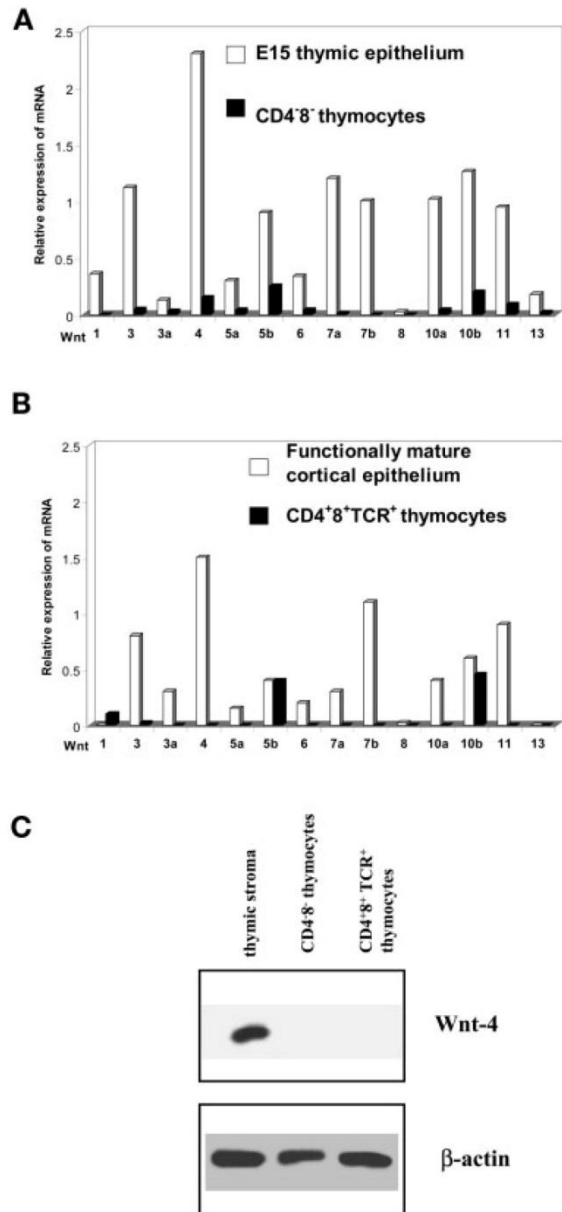 A
2.5
2
1.5
1
0.5
0
Relative expression of mRNA
E15 thymic epithelium
CD4⁻8⁻ thymocytes
Wnt 1 3 3a 4 5a 5b 6 7a 7b 8 10a 10b 11 13
B
2.5
2
1.5
1
0.5
0
Relative expression of mRNA
Functionally mature
cortical epithelium
CD4⁺8⁺TCR⁺ thymocytes
Wnt 1 3 3a 4 5a 5b 6 7a 7b 8 10a 10b 11 13
C
thymic stroma
CD4⁻8⁻ thymocytes
CD4⁺8⁺ TCR⁺
thymocytes
Wnt-4
β-actin